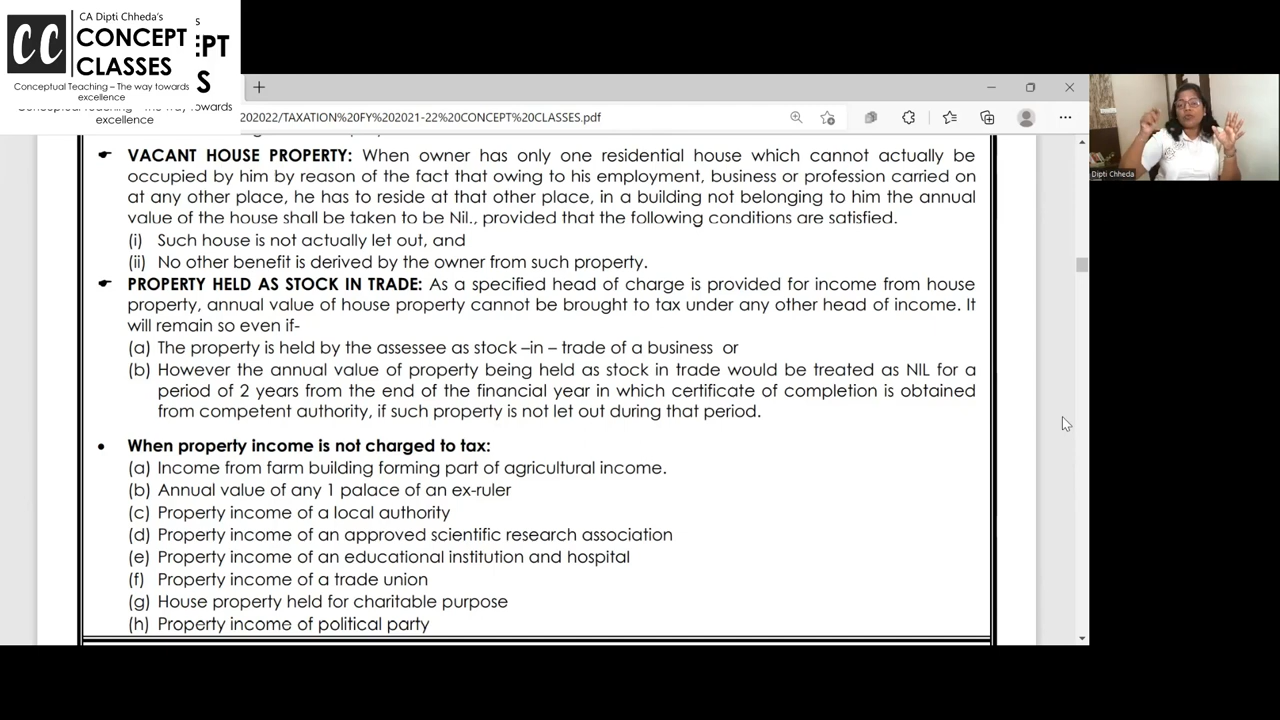 CA Dipti Chheda's
CC
CONCEPT
CLASSES
Conceptual Teaching – The way towards
excellence
s
EPT
S
Conceptual Teaching – The way towards
excellence
202022/TAXATION%20FY%202021-22%20CONCEPT%20CLASSES.pdf
Dipti Chheda
VACANT HOUSE PROPERTY: When owner has only one residential house which cannot actually be
occupied by him by reason of the fact that owing to his employment, business or profession carried on
at any other place, he has to reside at that other place, in a building not belonging to him the annual
value of the house shall be taken to be Nil., provided that the following conditions are satisfied.
(i) Such house is not actually let out, and
(ii) No other benefit is derived by the owner from such property.
PROPERTY HELD AS STOCK IN TRADE: As a specified head of charge is provided for income from house
property, annual value of house property cannot be brought to tax under any other head of income. It
will remain so even if-
(a) The property is held by the assessee as stock –in – trade of a business or
(b) However the annual value of property being held as stock in trade would be treated as NIL for a
period of 2 years from the end of the financial year in which certificate of completion is obtained
from competent authority, if such property is not let out during that period.
• When property income is not charged to tax:
(a) Income from farm building forming part of agricultural income.
(b) Annual value of any 1 palace of an ex-ruler
(c) Property income of a local authority
(d) Property income of an approved scientific research association
(e) Property income of an educational institution and hospital
(f) Property income of a trade union
(g) House property held for charitable purpose
(h) Property income of political party